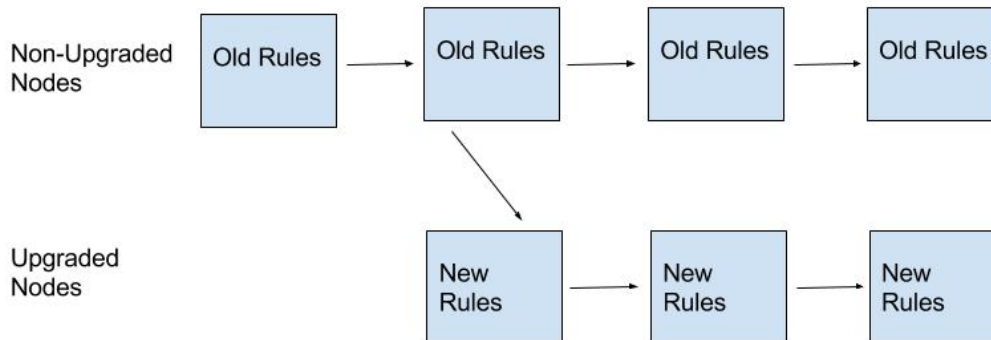 Non-Upgraded
Nodes
Old Rules
Old Rules
Old Rules
Old Rules
Upgraded
Nodes
New
Rules
New
Rules
New
Rules